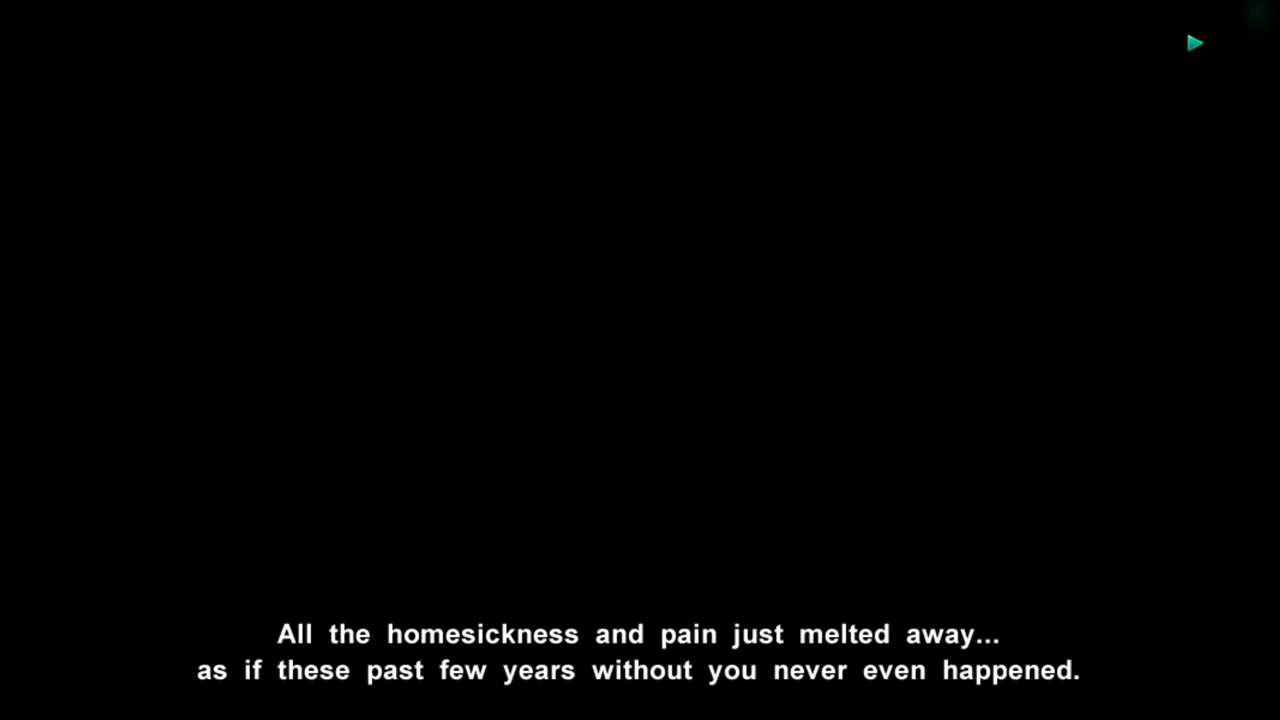 All the homesickness and pain just melted away...
as if these past few years without you never even happened.